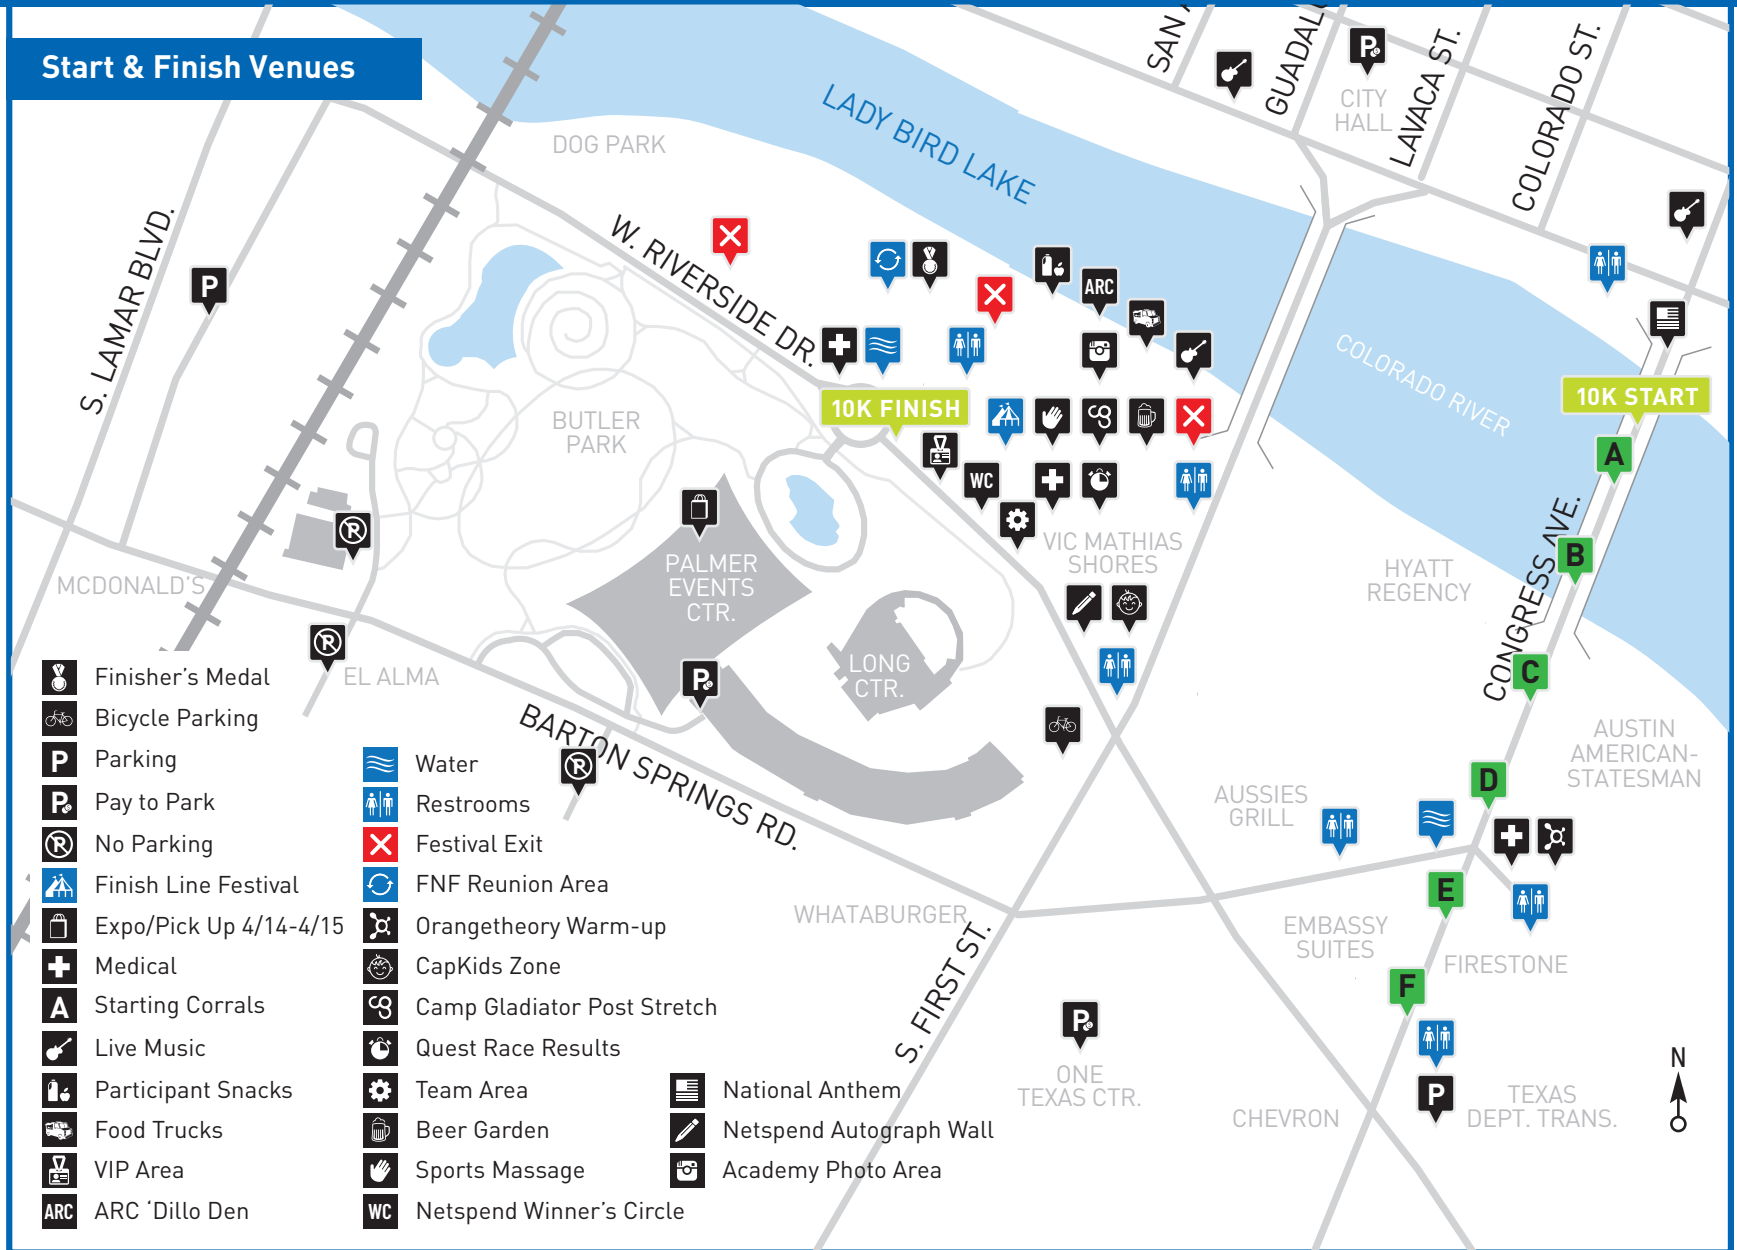 Start & Finish Venues
SAN A
GUADAL
LAVACA ST.
COLORADO ST.
P
CITY
HALL
LADY BIRD LAKE
DOG PARK
W. RIVERSIDE DR.
S. LAMAR BLVD.
P
ARC
COLORADO RIVER
10K START
10K FINISH
A
BUTLER
PARK
WC
VIC MATHIAS
SHORES
CONGRESS AVE.
B
HYATT
REGENCY
PALMER
EVENTS
CTR.
P
MCDONALD'S
P
EL ALMA
LONG
CTR.
P
C
AUSTIN
AMERICAN-
STATESMAN
BARTON SPRINGS RD.
P
D
AUSSIES
GRILL
E
WHATABURGER
EMBASSY
SUITES
FIRESTONE
F
S. FIRST ST.
P
ONE
TEXAS CTR.
CHEVRON
P
TEXAS
DEPT. TRANS.
N
Finisher's Medal
Bicycle Parking
P Parking
P Pay to Park
P No Parking
Finish Line Festival
Expo/Pick Up 4/14-4/15
Medical
A Starting Corrals
Live Music
Participant Snacks
Food Trucks
VIP Area
ARC ARC ‘Dillo Den
Water
Restrooms
Festival Exit
FNF Reunion Area
Orangetheory Warm-up
CapKids Zone
Camp Gladiator Post Stretch
Quest Race Results
Team Area
Beer Garden
Sports Massage
WC Netspend Winner's Circle
National Anthem
Netspend Autograph Wall
Academy Photo Area